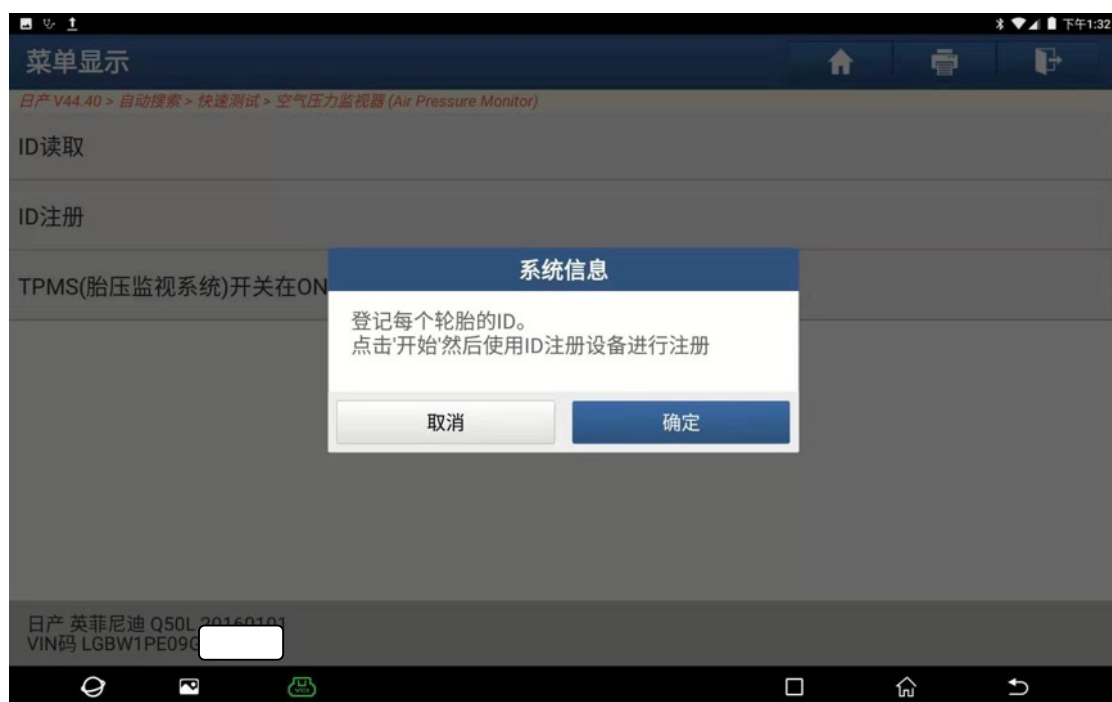 下午1:32
菜单显示
日产 V44.40 > 自动搜索 > 快速测试 > 空气压力监视器 (Air Pressure Monitor)
ID读取
ID注册
TPMS(胎压监视系统)开关在ON
系统信息
登记每个轮胎的ID。
点击'开始'然后使用ID注册设备进行注册
取消
确定
日产 英菲尼迪 Q50L 20160101
VIN码 LGBW1PE09G